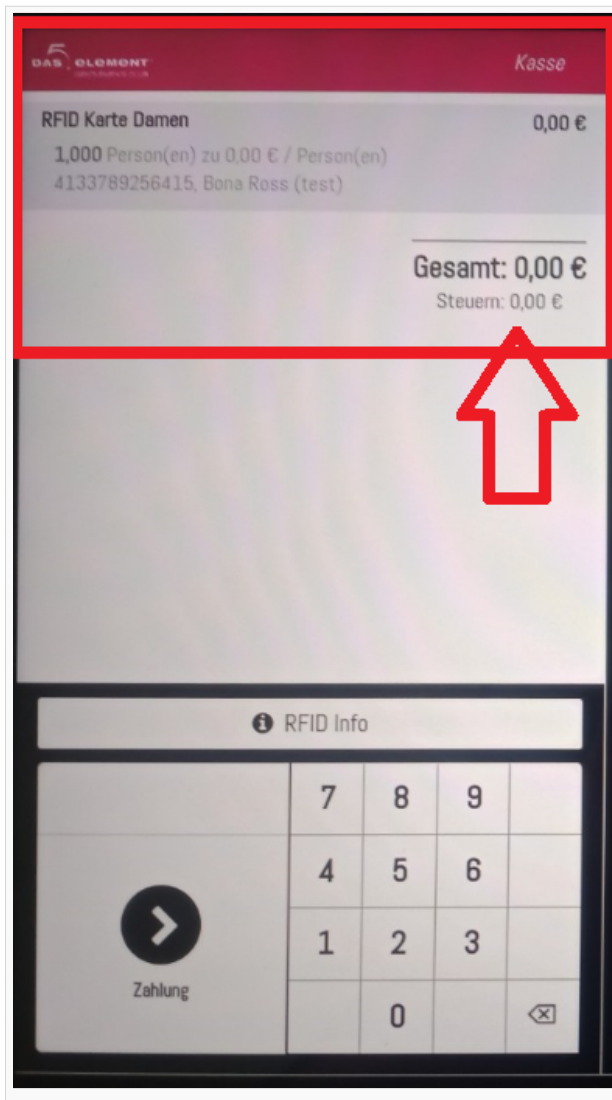 5
DAS ELEMENT
Kasse
RFID Karte Damen 0,00 €
1,000 Person(en) zu 0,00 € / Person(en)
4133789256415, Bona Ross (test)
Gesamt: 0,00 €
Steuern: 0,00 €
RFID Info
7 8 9
4 5 6
1 2 3
Zahlung
0